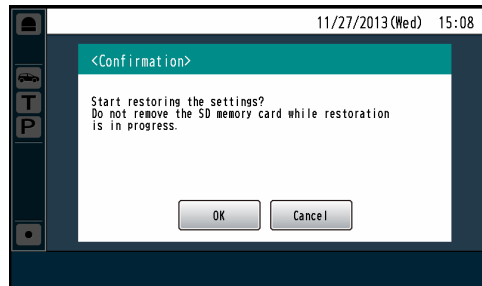 11/27/2013(Wed) 15:08
<Confirmation>
T
Start restoring the settings?
Do not remove the SD memory card while restoration
P
is in progress.
OK Cancel